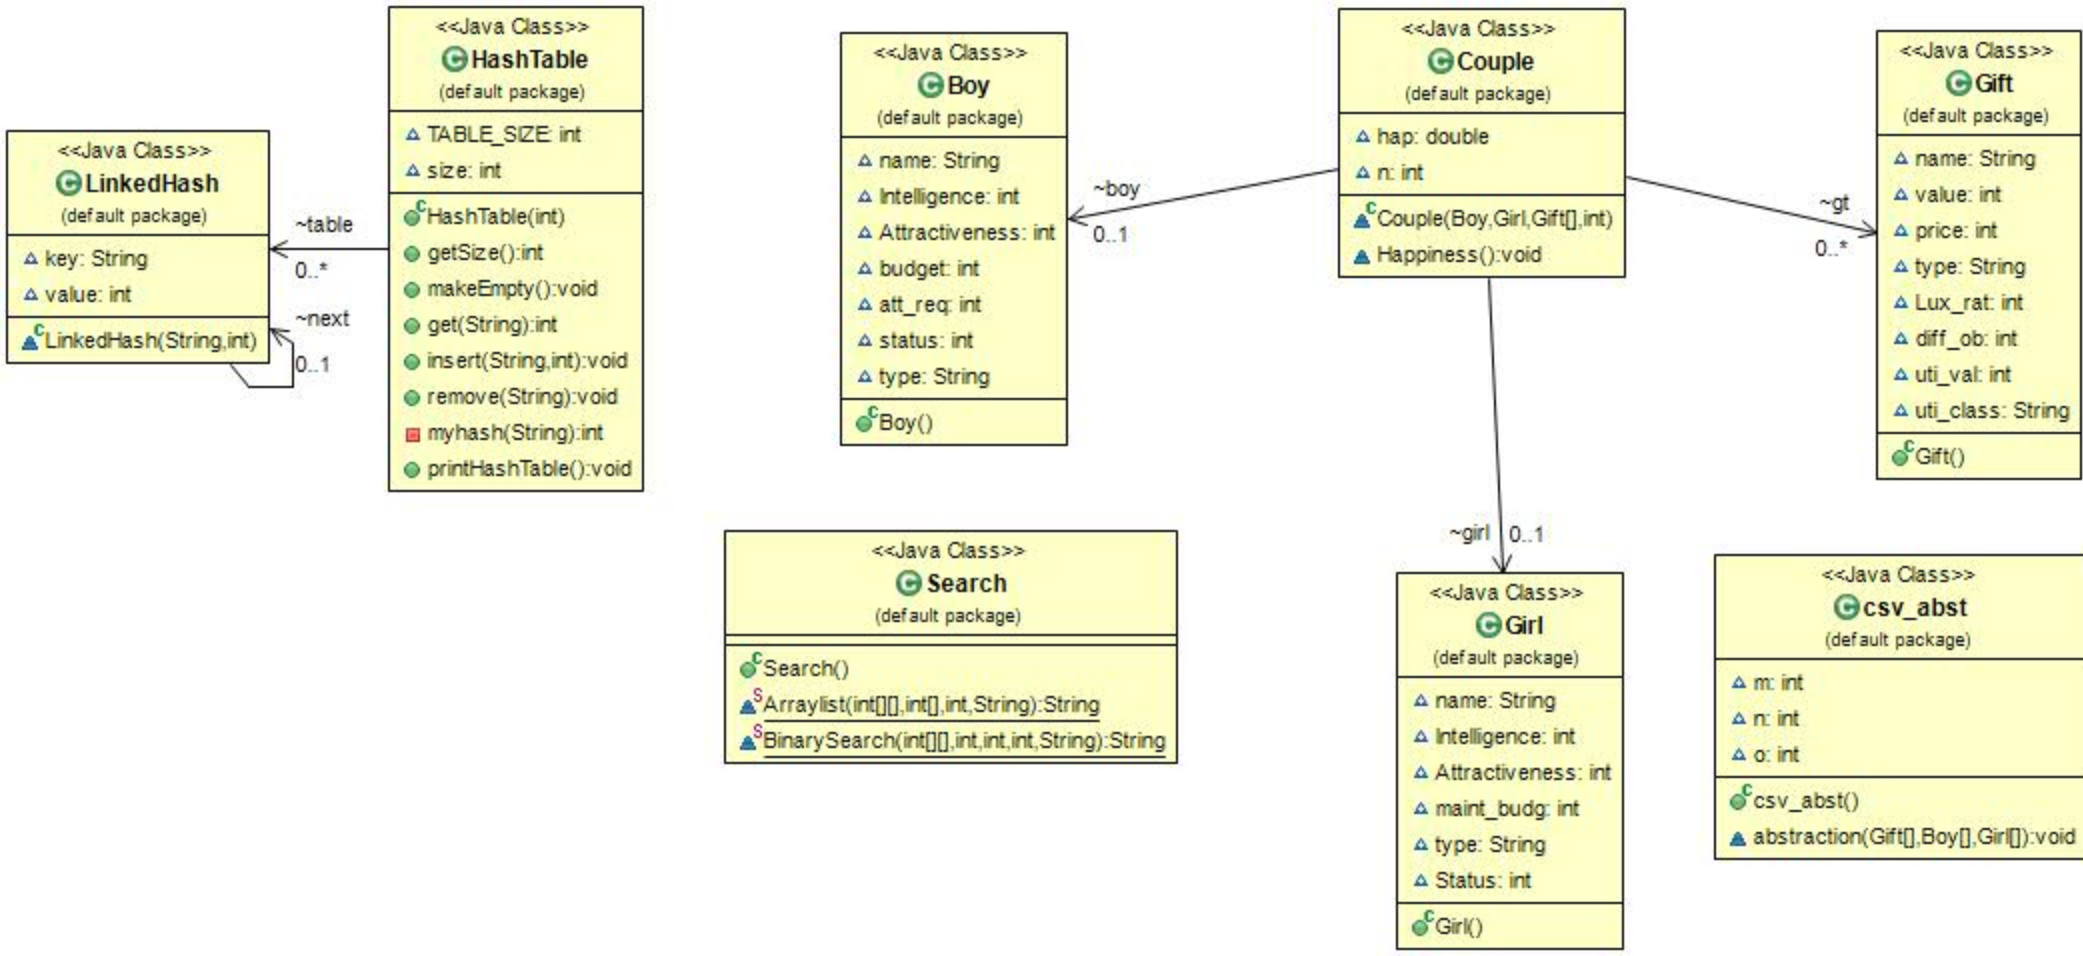 <<Java Class>>
LinkedHash
(default package)
key: String
value: int
LinkedHash(String,int)
~table
0..*
~next
0..1
<<Java Class>>
HashTable
(default package)
TABLE_SIZE: int
size: int
HashTable(int)
getSize():int
makeEmpty():void
get(String):int
insert(String,int):void
remove(String):void
myhash(String):int
printHashTable():void
<<Java Class>>
Boy
(default package)
name: String
Intelligence: int
Attractiveness: int
budget: int
att_req: int
status: int
type: String
Boy()
~boy
0..1
<<Java Class>>
Couple
(default package)
hap: double
n: int
Couple(Boy,Girl,Gift[],int)
Happiness():void
~gt
0..*
<<Java Class>>
Gift
(default package)
name: String
value: int
price: int
type: String
Lux_rat: int
diff_ob: int
uti_val: int
uti_class: String
Gift()
<<Java Class>>
Search
(default package)
Search()
Arraylist(int[][],int[],int,String):String
BinarySearch(int[][],int,int,int,String):String
~girl 0..1
<<Java Class>>
Girl
(default package)
name: String
Intelligence: int
Attractiveness: int
maint_budg: int
type: String
Status: int
Girl()
<<Java Class>>
csv_abst
(default package)
m: int
n: int
o: int
csv_abst()
abstraction(Gift[],Boy[],Girl[]):void